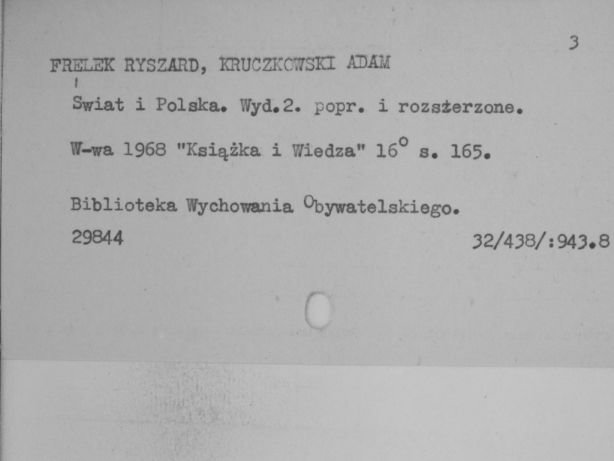 3
FRELEK RYSZARD, KRUCZKOWSKI ADAM
Świat i Polska. Wyd.2. popr. i rozszerzone.
W-wa 1968 "Książka i Wiedza" 16° s. 165.
Biblioteka Wychowania Obywatelskiego.
29844 32/438/:943.8